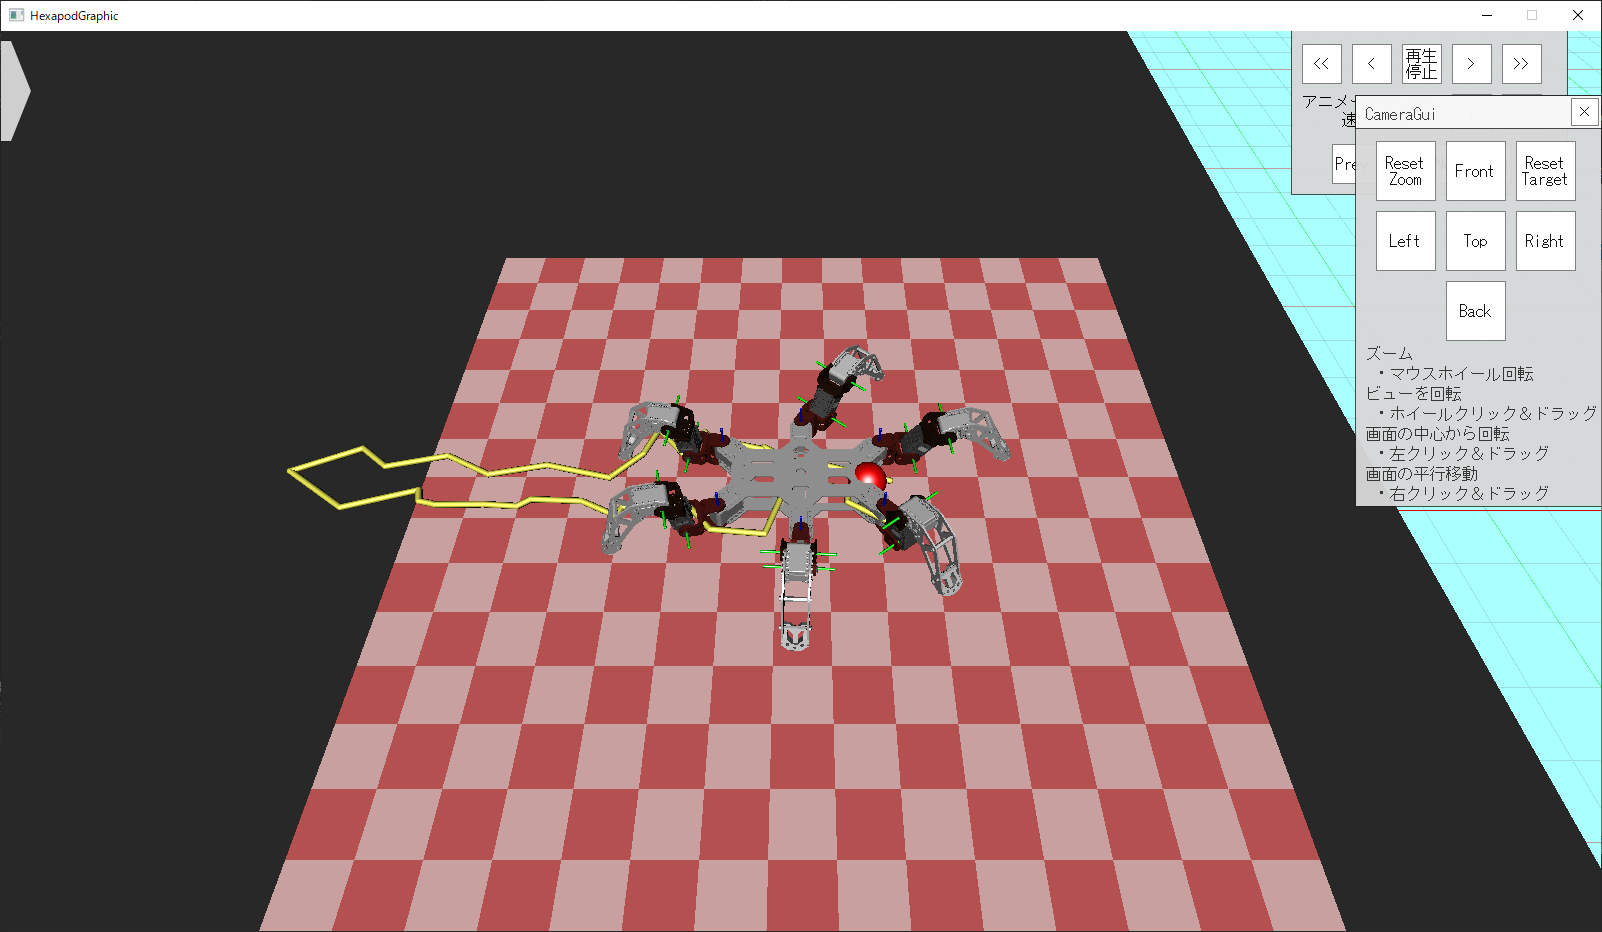 HexapodGraphic
<<
<
再生
停止
>
>>
アニメー
速
Prev
CameraGui
Reset
Zoom
Front
Reset
Target
Left
Top
Right
Back
ズーム
・マウスホイール回転
ビューを回転
・ホイールクリック＆ドラッグ
画面の中心から回転
・左クリック＆ドラッグ
画面の平行移動
・右クリック＆ドラッグ